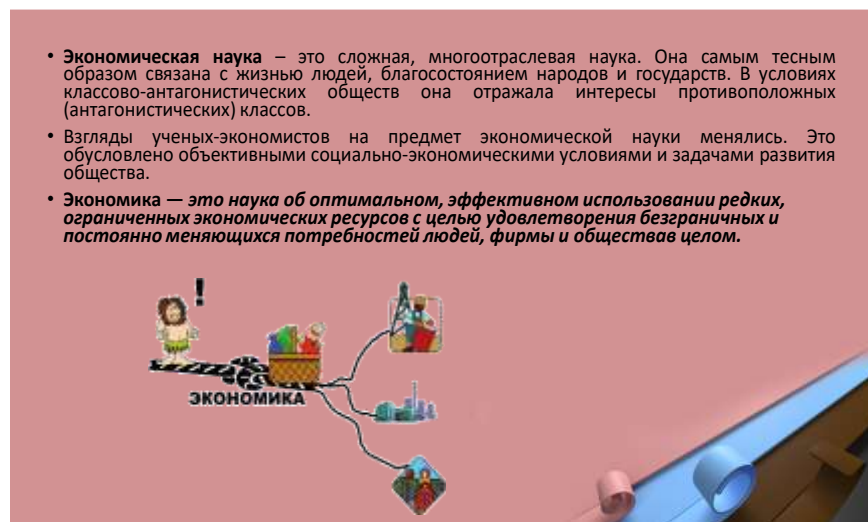 • Экономическая наука – это сложная, многоотраслевая наука. Она самым тесным
образом связана с жизнью людей, благосостоянием народов и государств. В условиях
классово-антагонистических обществ она отражала интересы противоположных
(антагонистических) классов.
• Взгляды ученых-экономистов на предмет экономической науки менялись. Это
обусловлено объективными социально-экономическими условиями и задачами развития
общества.
• Экономика — это наука об оптимальном, эффективном использовании редких,
ограниченных экономических ресурсов с целью удовлетворения безграничных и
постоянно меняющихся потребностей людей, фирмы и обществав целом.
!
ЭКОНОМИКА